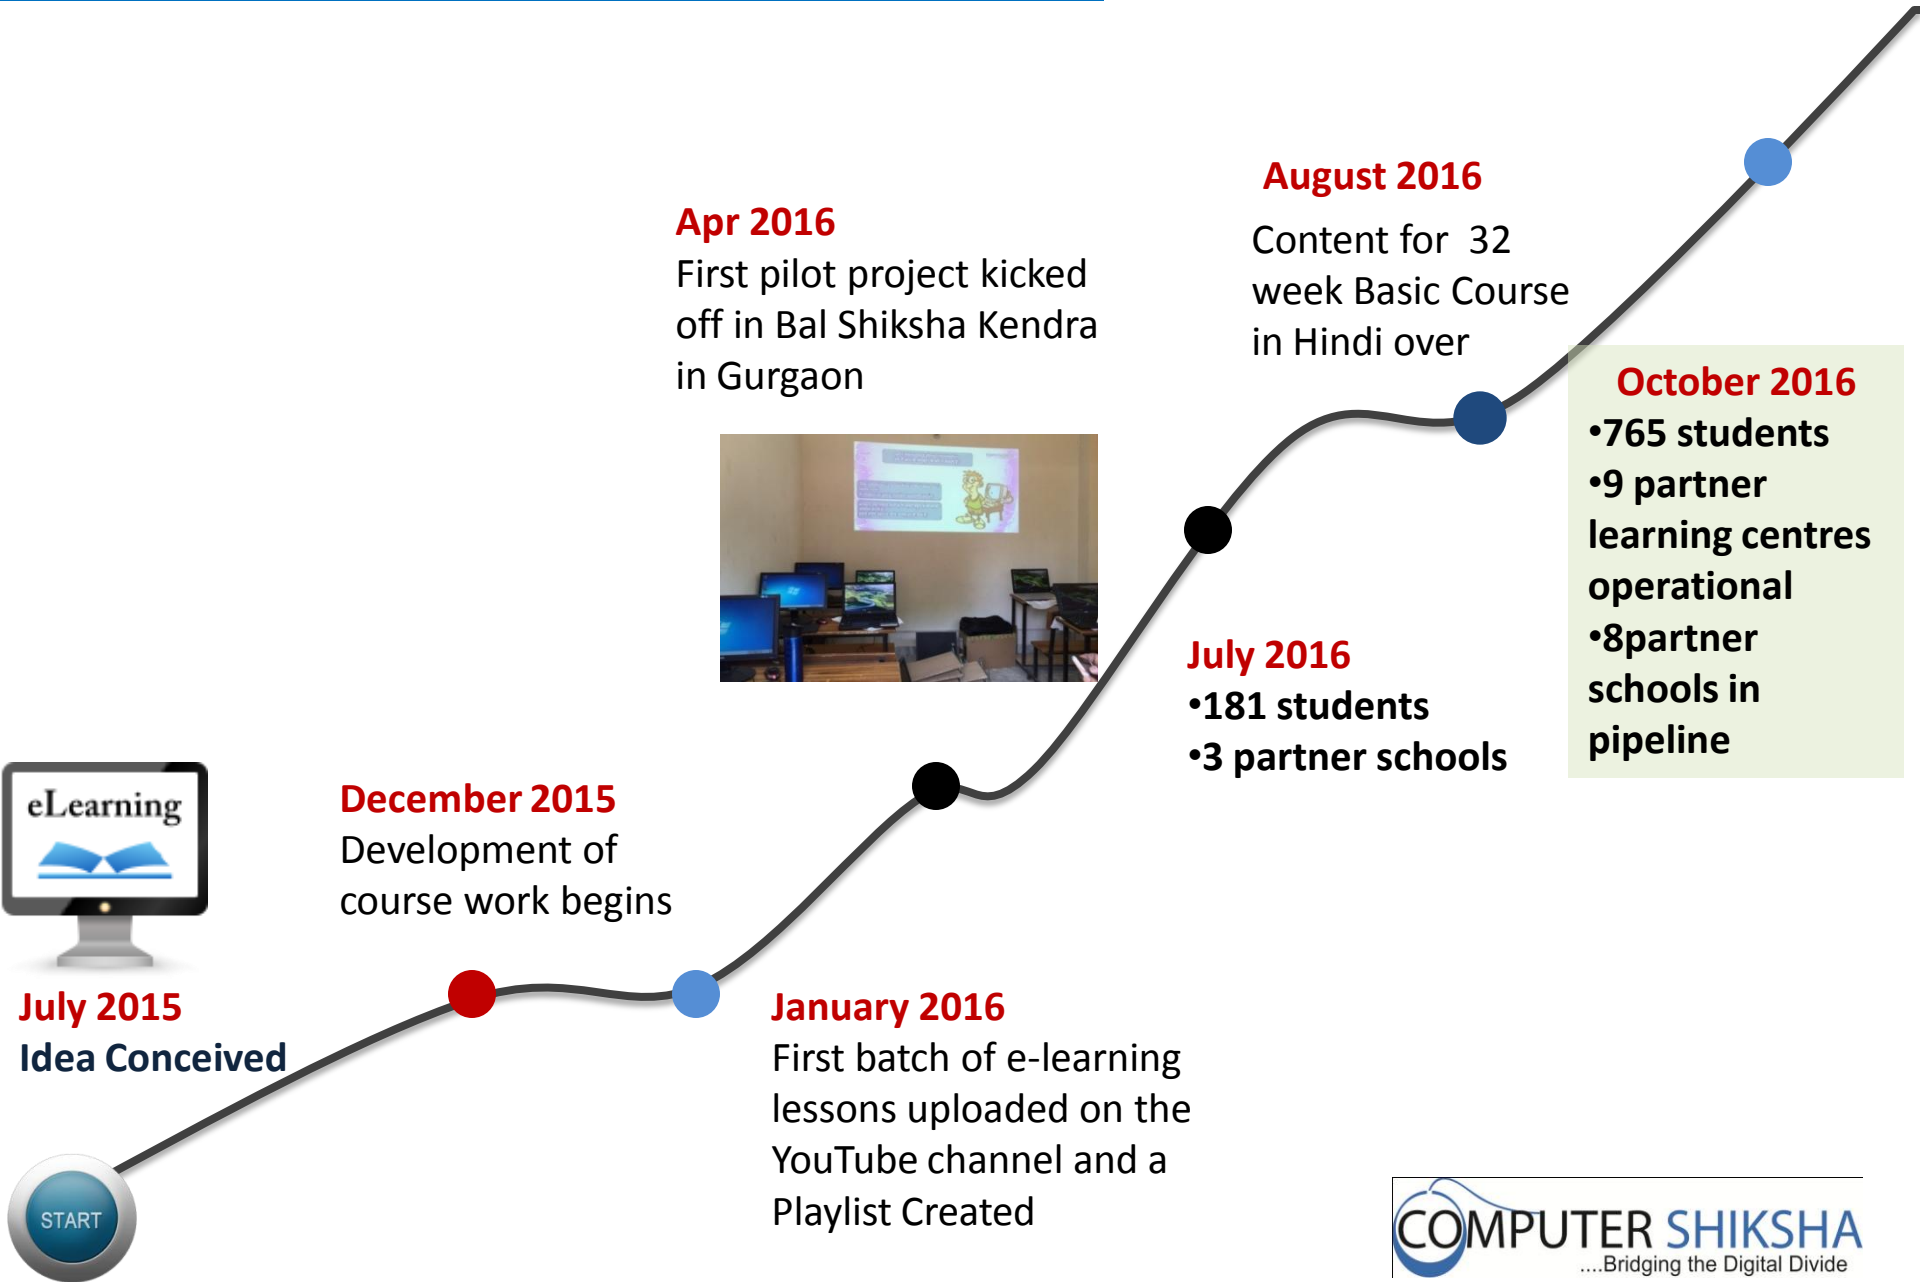 eLearning
July 2015
Idea Conceived
START
December 2015
Development of
course work begins
January 2016
First batch of e-learning
lessons uploaded on the
YouTube channel and a
Playlist Created
Apr 2016
First pilot project kicked
off in Bal Shiksha Kendra
in Gurgaon
July 2016
•181 students
•3 partner schools
August 2016
Content for  32
week Basic Course
in Hindi over
October 2016
•765 students
•9 partner
learning centres
operational
•8partner
schools in
pipeline
COMPUTER SHIKSHA
....Bridging the Digital Divide